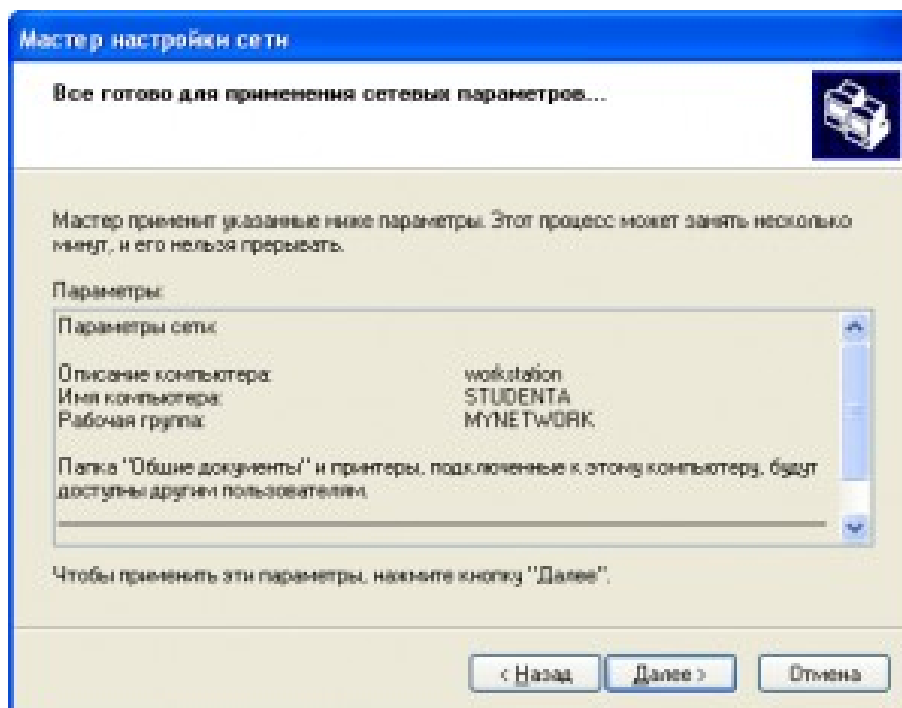 Мастер настройки сети
Все готово для применения сетевых параметров...
Мастер применит указанные ниже параметры. Этот процесс может занять несколько
минут, и его нельзя прерывать.
Параметры:
Параметры сети:
Описание компьютера: workstation
Имя компьютера: STUDENTA
Рабочая группа: MYNETWORK
Папка "Общие документы" и принтеры, подключенные к этому компьютеру, будут
доступны другим пользователям.
Чтобы применить эти параметры, нажмите кнопку "Далее".
< Назад Далее > Отмена